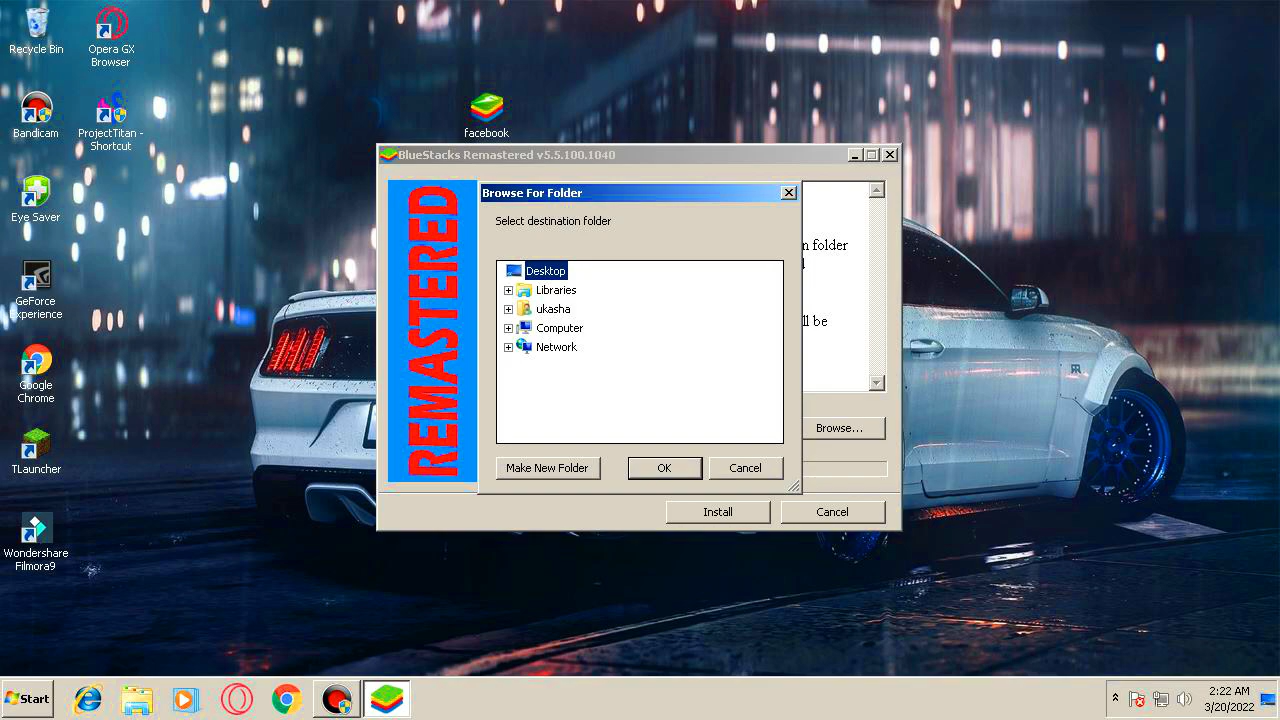 Recycle Bin
Opera GX
Browser
Bandicam
ProjectTitan -
Shortcut
facebook
Eye Saver
GeForce
Experience
Google
Chrome
TLauncher
Wondershare
Filmora9
BlueStacks Remastered v5.5.100.1040
REMASTERED
Browse For Folder
Select destination folder
Desktop
Libraries
ukasha
Computer
Network
Make New Folder
OK
Cancel
n folder
ll be
Browse...
Install
Cancel
Start
2:22 AM
3/20/2022